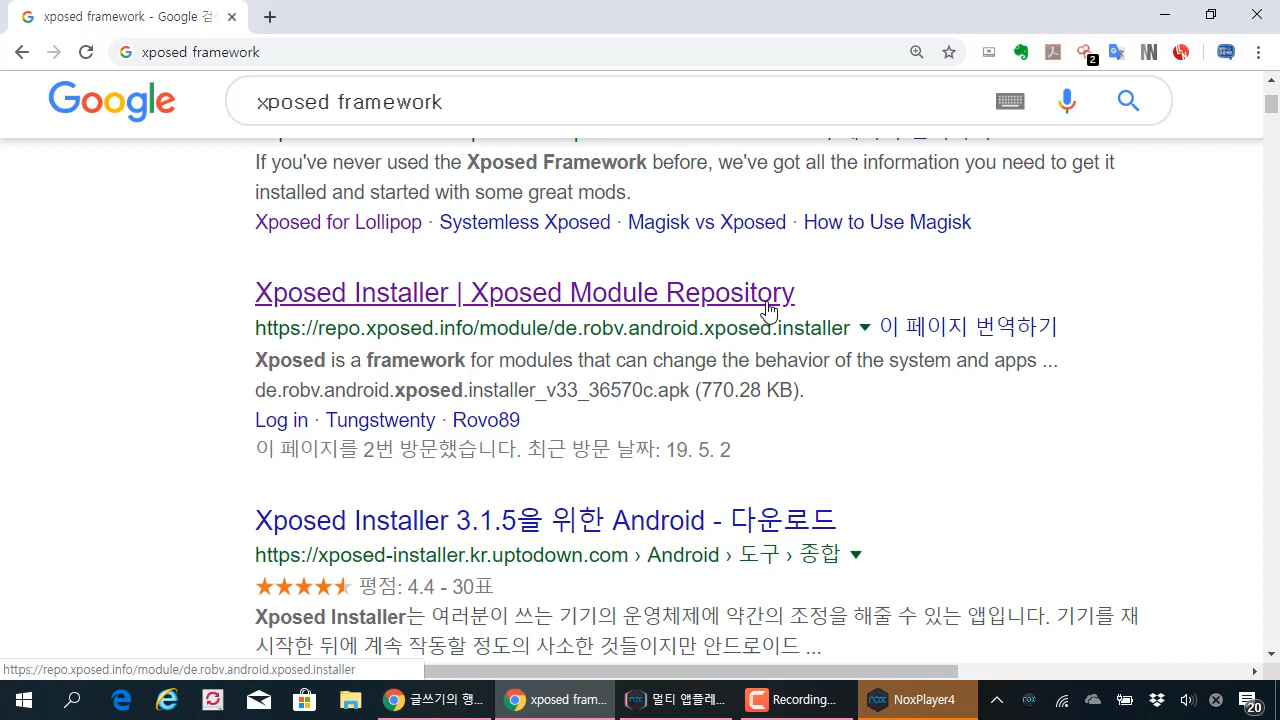 xposed framework - Google 검
xposed framework
2
Google
xposed framework
If you've never used the Xposed Framework before, we've got all the information you need to get it
installed and started with some great mods.
Xposed for Lollipop · Systemless Xposed · Magisk vs Xposed · How to Use Magisk
Xposed Installer | Xposed Module Repository
https://repo.xposed.info/module/de.robv.android.xposed.installer ▼ 이 페이지 번역하기
Xposed is a framework for modules that can change the behavior of the system and apps ...
de.robv.android.xposed.installer_v33_36570c.apk (770.28 KB).
Log in · Tungstwenty · Rovo89
이 페이지를 2번 방문했습니다. 최근 방문 날짜: 19. 5. 2
Xposed Installer 3.1.5을 위한 Android - 다운로드
https://xposed-installer.kr.uptodown.com › Android › 도구 › 종합 ▼
평점: 4.4 - 30표
Xposed Installer는 여러분이 쓰는 기기의 운영체제에 약간의 조정을 해줄 수 있는 앱입니다. 기기를 재
시작한 뒤에 계속 작동할 정도의 사소한 것들이지만 안드로이드 ...
https://repo.xposed.info/module/de.robv.android.xposed.installer
글쓰기의 행... xposed fram... 멀티 앱플레... Recording... NoxPlayer4
20